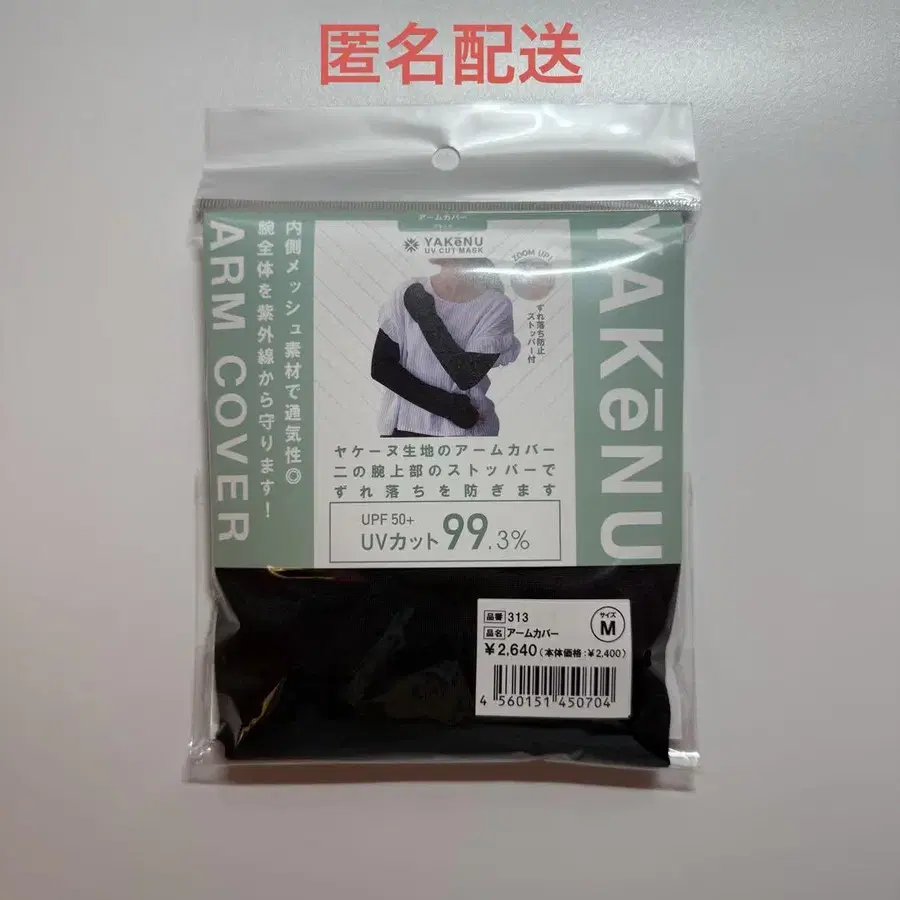 匿名配送
アームカバー
YAKēNU
UV CUT MASK
ZOOM UP!
ずれ落ち防止
ストッパー付
内側メッシュ素材で通気性◎
腕全体を紫外線から守ります！
ARM COVER
YAKēNU
ヤケーヌ生地のアームカバー
二の腕上部のストッパーで
ずれ落ちを防ぎます
UPF 50+
UVカット99.3%
品番 313
品名 アームカバー
サイズ
M
￥2,640（本体価格：￥2,400）
4 560151 450704